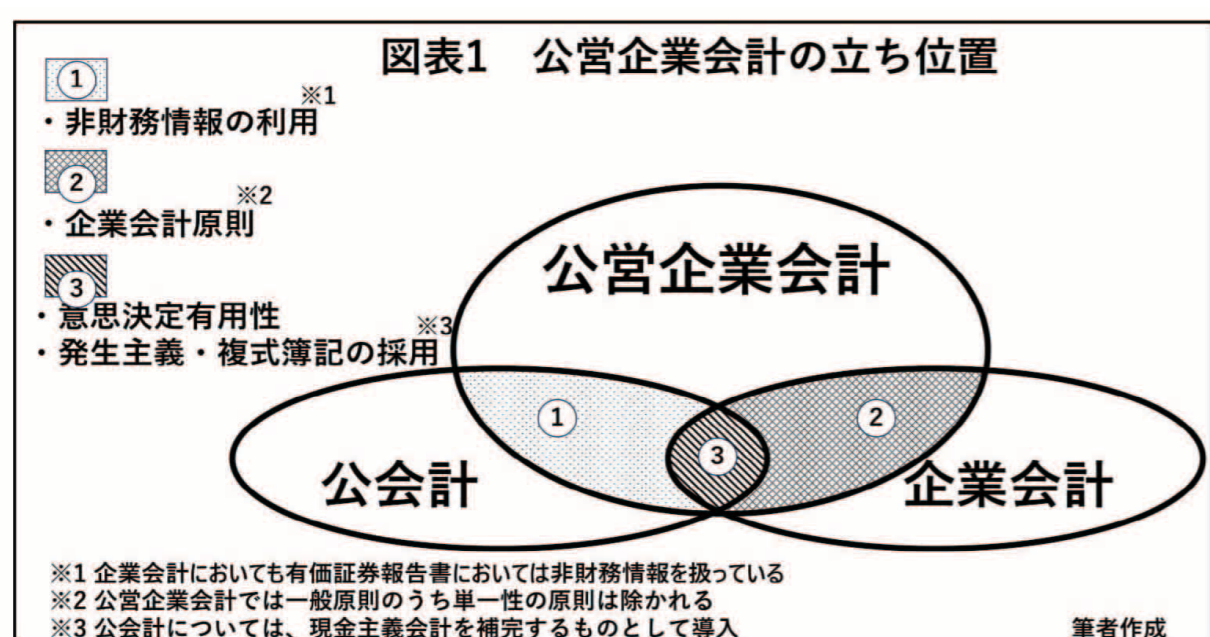 図表1 公営企業会計の立ち位置
1
・非財務情報の利用※1
2
・企業会計原則※2
3
・意思決定有用性
・発生主義・複式簿記の採用※3
公営企業会計
1
2
3
公会計
企業会計
※1 企業会計においても有価証券報告書においては非財務情報を扱っている
※2 公営企業会計では一般原則のうち単一性の原則は除かれる
※3 公会計については、現金主義会計を補完するものとして導入
筆者作成